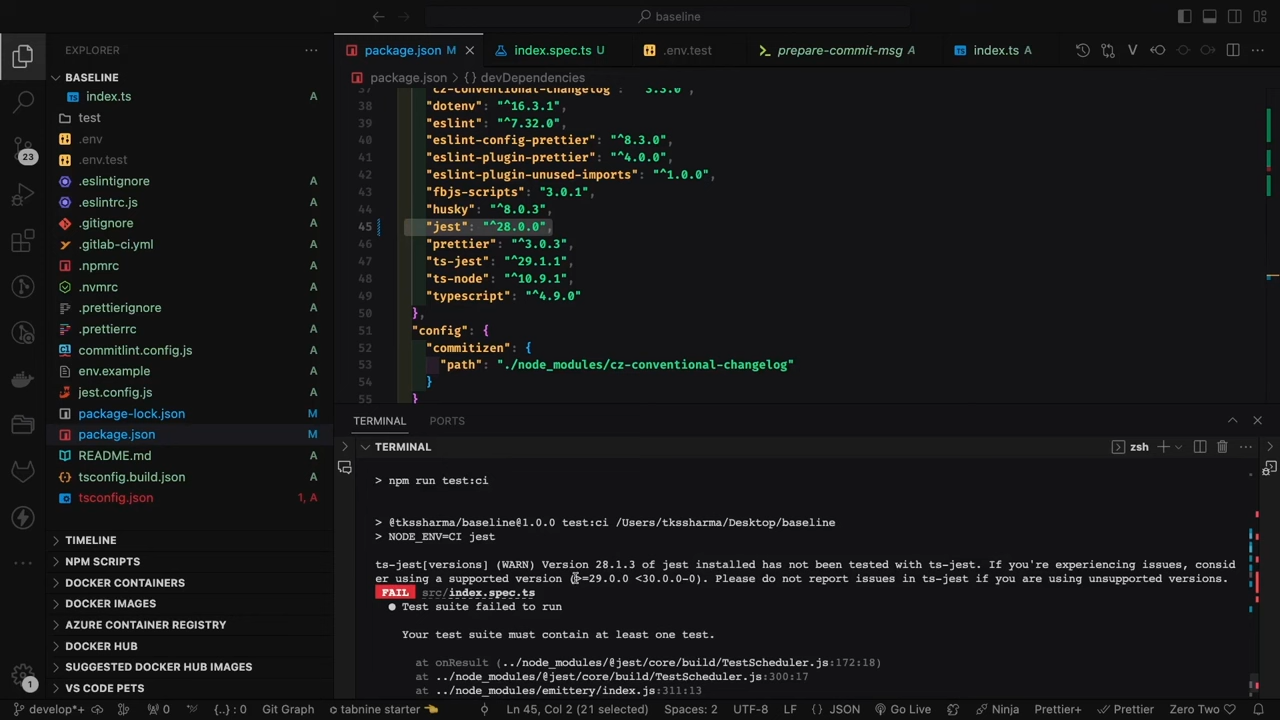 baseline
EXPLORER
BASELINE
index.ts A
test
.env
.env.test
.eslintignore A
.eslintrc.js A
.gitignore A
.gitlab-ci.yml A
.npmrc A
.nvmrc A
.prettierignore A
.prettierrc A
commitlint.config.js A
env.example A
jest.config.js A
package-lock.json M
package.json M
README.md A
tsconfig.build.json A
tsconfig.json 1, A
TIMELINE
NPM SCRIPTS
DOCKER CONTAINERS
DOCKER IMAGES
AZURE CONTAINER REGISTRY
DOCKER HUB
SUGGESTED DOCKER HUB IMAGES
VS CODE PETS
23
1
package.json M
index.spec.ts U
.env.test
prepare-commit-msg A
index.ts A
package.json > {} devDependencies
37 "cz-conventional-changelog": "^3.3.0",
38 "dotenv": "^16.3.1",
39 "eslint": "^7.32.0",
40 "eslint-config-prettier": "^8.3.0",
41 "eslint-plugin-prettier": "^4.0.0",
42 "eslint-plugin-unused-imports": "^1.0.0",
43 "fbjs-scripts": "3.0.1",
44 "husky": "^8.0.3",
45 "jest": "^28.0.0",
46 "prettier": "^3.0.3",
47 "ts-jest": "^29.1.1",
48 "ts-node": "^10.9.1",
49 "typescript": "^4.9.0"
50 },
51 "config": {
52 "commitizen": {
53 "path": "./node_modules/cz-conventional-changelog"
54 }
55 }
TERMINAL PORTS
TERMINAL
zsh
> npm run test:ci
> @tkssharma/baseline@1.0.0 test:ci /Users/tkssharma/Desktop/baseline
> NODE_ENV=CI jest
ts-jest[versions] (WARN) Version 28.1.3 of jest installed has not been tested with ts-jest. If you're experiencing issues, consid
er using a supported version (>=29.0.0 <30.0.0-0). Please do not report issues in ts-jest if you are using unsupported versions.
FAIL src/index.spec.ts
● Test suite failed to run
Your test suite must contain at least one test.
at onResult (../node_modules/@jest/core/build/TestScheduler.js:172:18)
at ../node_modules/@jest/core/build/TestScheduler.js:300:17
at ../node_modules/emittery/index.js:311:13
develop*+ 0 {..} : 0 Git Graph tabnine starter Ln 45, Col 2 (21 selected) Spaces: 2 UTF-8 LF {} JSON Go Live Ninja Prettier+ Prettier Zero Two